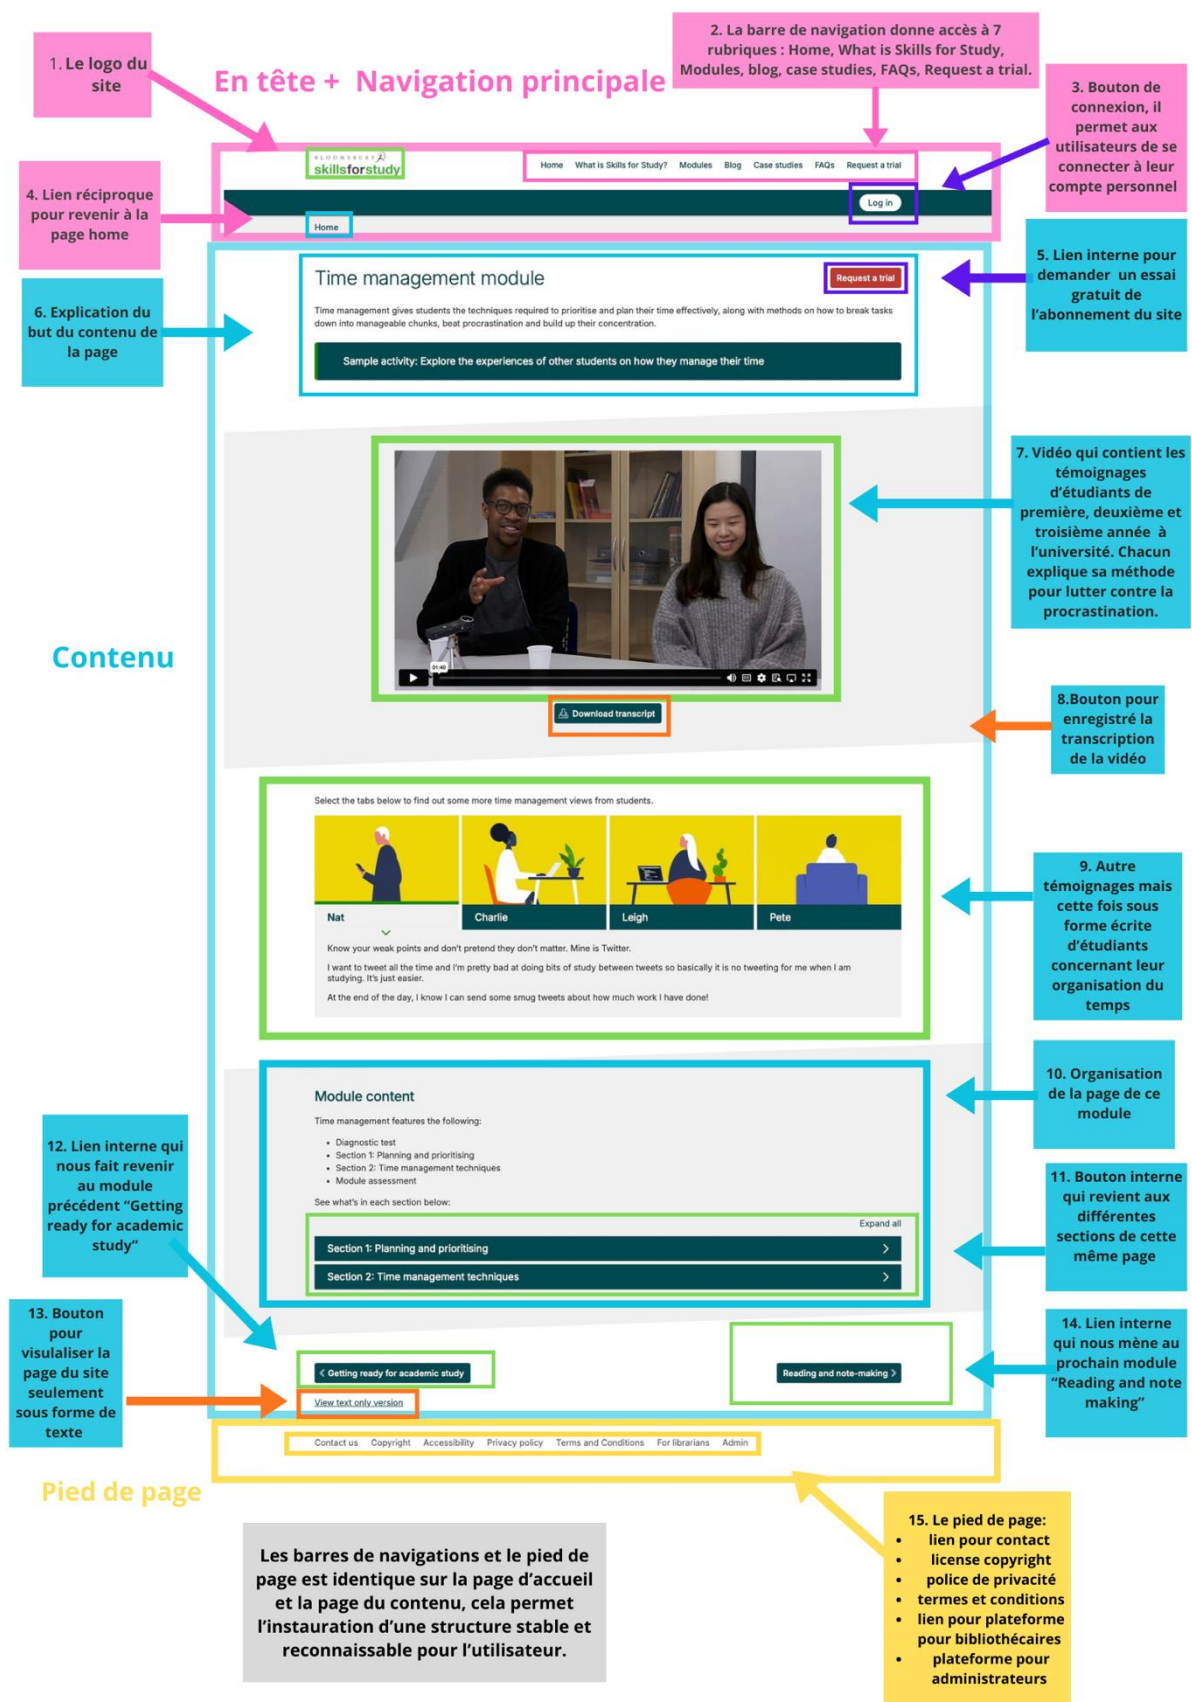 1. Le logo du
site
En tête + Navigation principale
2. La barre de navigation donne accès à 7
rubriques : Home, What is Skills for Study,
Modules, blog, case studies, FAQs, Request a trial.
3. Bouton de
connexion, il
permet aux
utilisateurs de se
connecter à leur
compte personnel
BLOOMSBURY
skillsforstudy
Home What is Skills for Study? Modules Blog Case studies FAQs Request a trial
Log in
4. Lien réciproque
pour revenir à la
page home
Home
5. Lien interne pour
demander un essai
gratuit de
l'abonnement du site
Time management module
Request a trial
Time management gives students the techniques required to prioritise and plan their time effectively, along with methods on how to break tasks
down into manageable chunks, beat procrastination and build up their concentration.
Sample activity: Explore the experiences of other students on how they manage their time
6. Explication du
but du contenu de
la page
7. Vidéo qui contient les
témoignages
d'étudiants de
première, deuxième et
troisième année à
l'université. Chacun
explique sa méthode
pour lutter contre la
procrastination.
Contenu
01:40
Download transcript
8.Bouton pour
enregistré la
transcription
de la vidéo
Select the tabs below to find out some more time management views from students.
Nat
Charlie
Leigh
Pete
Know your weak points and don't pretend they don't matter. Mine is Twitter.
I want to tweet all the time and I'm pretty bad at doing bits of study between tweets so basically it is no tweeting for me when I am
studying. It's just easier.
At the end of the day, I know I can send some smug tweets about how much work I have done!
9. Autre
témoignages mais
cette fois sous
forme écrite
d'étudiants
concernant leur
organisation du
temps
Module content
Time management features the following:
• Diagnostic test
• Section 1: Planning and prioritising
• Section 2: Time management techniques
• Module assessment
See what's in each section below:
Expand all
Section 1: Planning and prioritising
Section 2: Time management techniques
10. Organisation
de la page de ce
module
11. Bouton interne
qui revient aux
différentes
sections de cette
même page
12. Lien interne qui
nous fait revenir
au module
précédent “Getting
ready for academic
study”
13. Bouton
pour
visulaliser la
page du site
seulement
sous forme de
texte
< Getting ready for academic study
Reading and note-making >
View text only version
14. Lien interne
qui nous mène au
prochain module
“Reading and note
making”
Contact us Copyright Accessibility Privacy policy Terms and Conditions For librarians Admin
Pied de page
Les barres de navigations et le pied de
page est identique sur la page d'accueil
et la page du contenu, cela permet
l'instauration d'une structure stable et
reconnaissable pour l'utilisateur.
15. Le pied de page:
• lien pour contact
• license copyright
• police de privacité
• termes et conditions
• lien pour plateforme
pour bibliothécaires
• plateforme pour
administrateurs